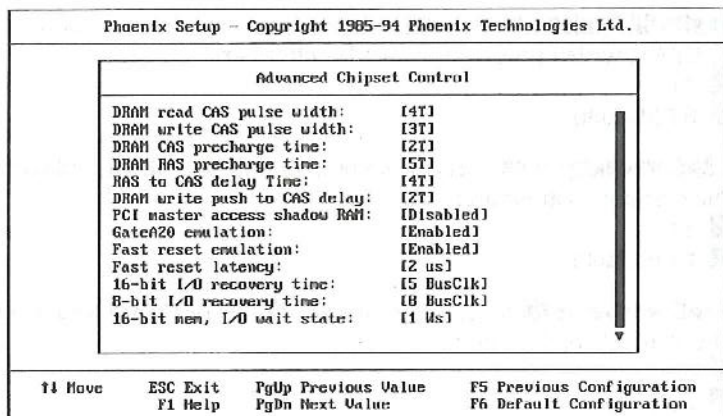 Phoenix Setup - Copyright 1985-94 Phoenix Technologies Ltd.
Advanced Chipset Control
DRAM read CAS pulse width: [4T]
DRAM write CAS pulse width: [3T]
DRAM CAS precharge time: [2T]
DRAM RAS precharge time: [5T]
RAS to CAS delay Time: [4T]
DRAM write push to CAS delay: [2T]
PCI master access shadow RAM: [Disabled]
GateA20 emulation: [Enabled]
Fast reset emulation: [Enabled]
Fast reset latency: [2 us]
16-bit I/O recovery time: [5 BusClk]
8-bit I/O recovery time: [8 BusClk]
16-bit mem, I/O wait state: [1 Ws]
↑↓ Move ESC Exit PgUp Previous Value F5 Previous Configuration
F1 Help PgDn Next Value F6 Default Configuration